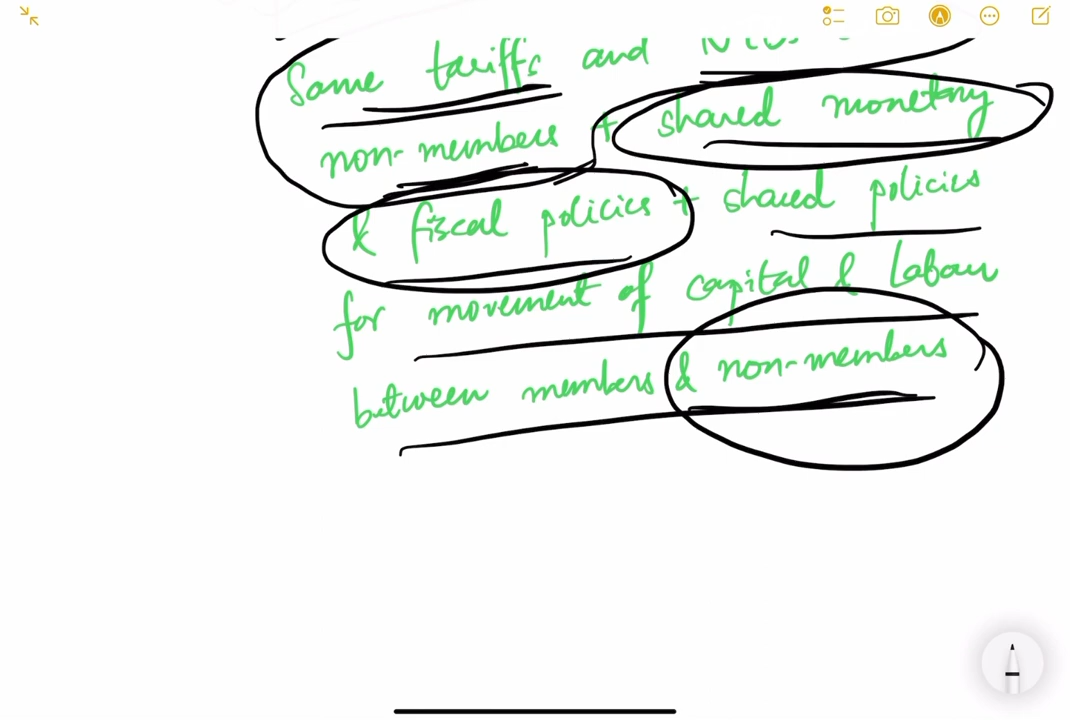 Same tariffs and NTBs
non-members + shared monetary
& fiscal policies + shared policies
for movement of capital & labour
between members & non-members